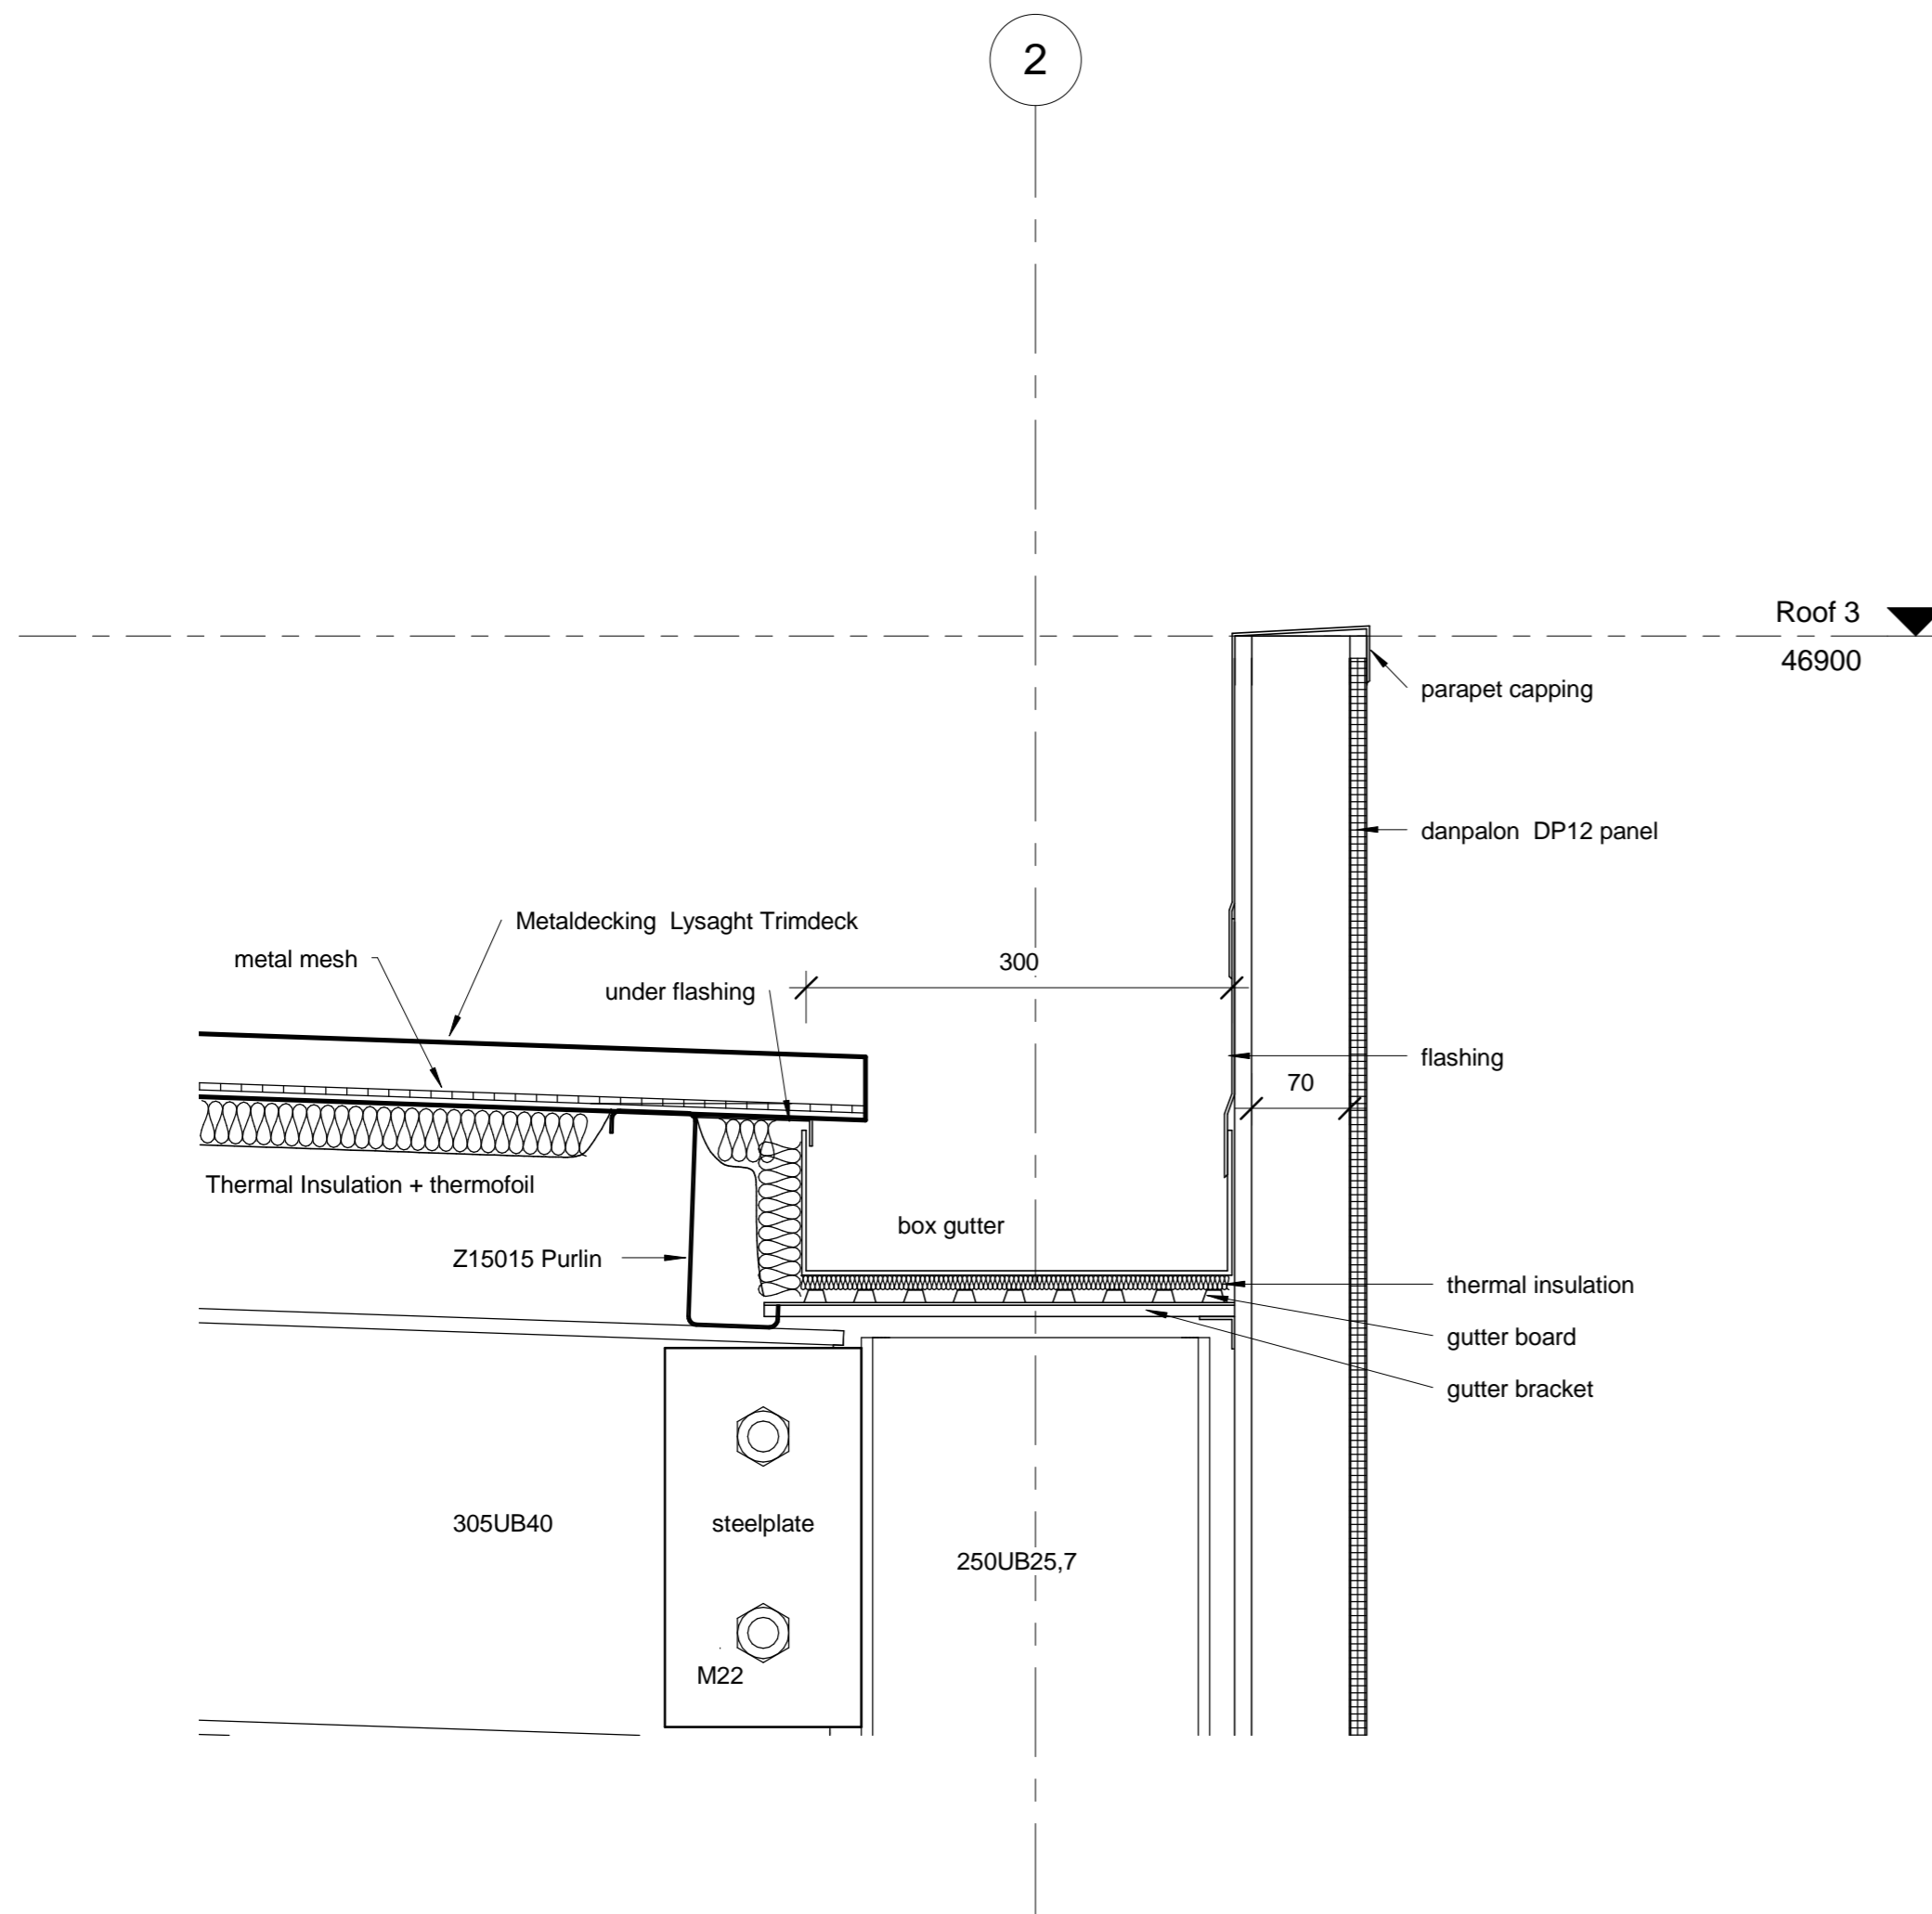 2
Roof 3
46900
parapet capping
danpalon  DP12 panel
Metaldecking  Lysaght Trimdeck
metal mesh
300
under flashing
flashing
70
Thermal Insulation + thermofoil
box gutter
Z15015 Purlin
thermal insulation
gutter board
gutter bracket
305UB40
steelplate
250UB25,7
M22